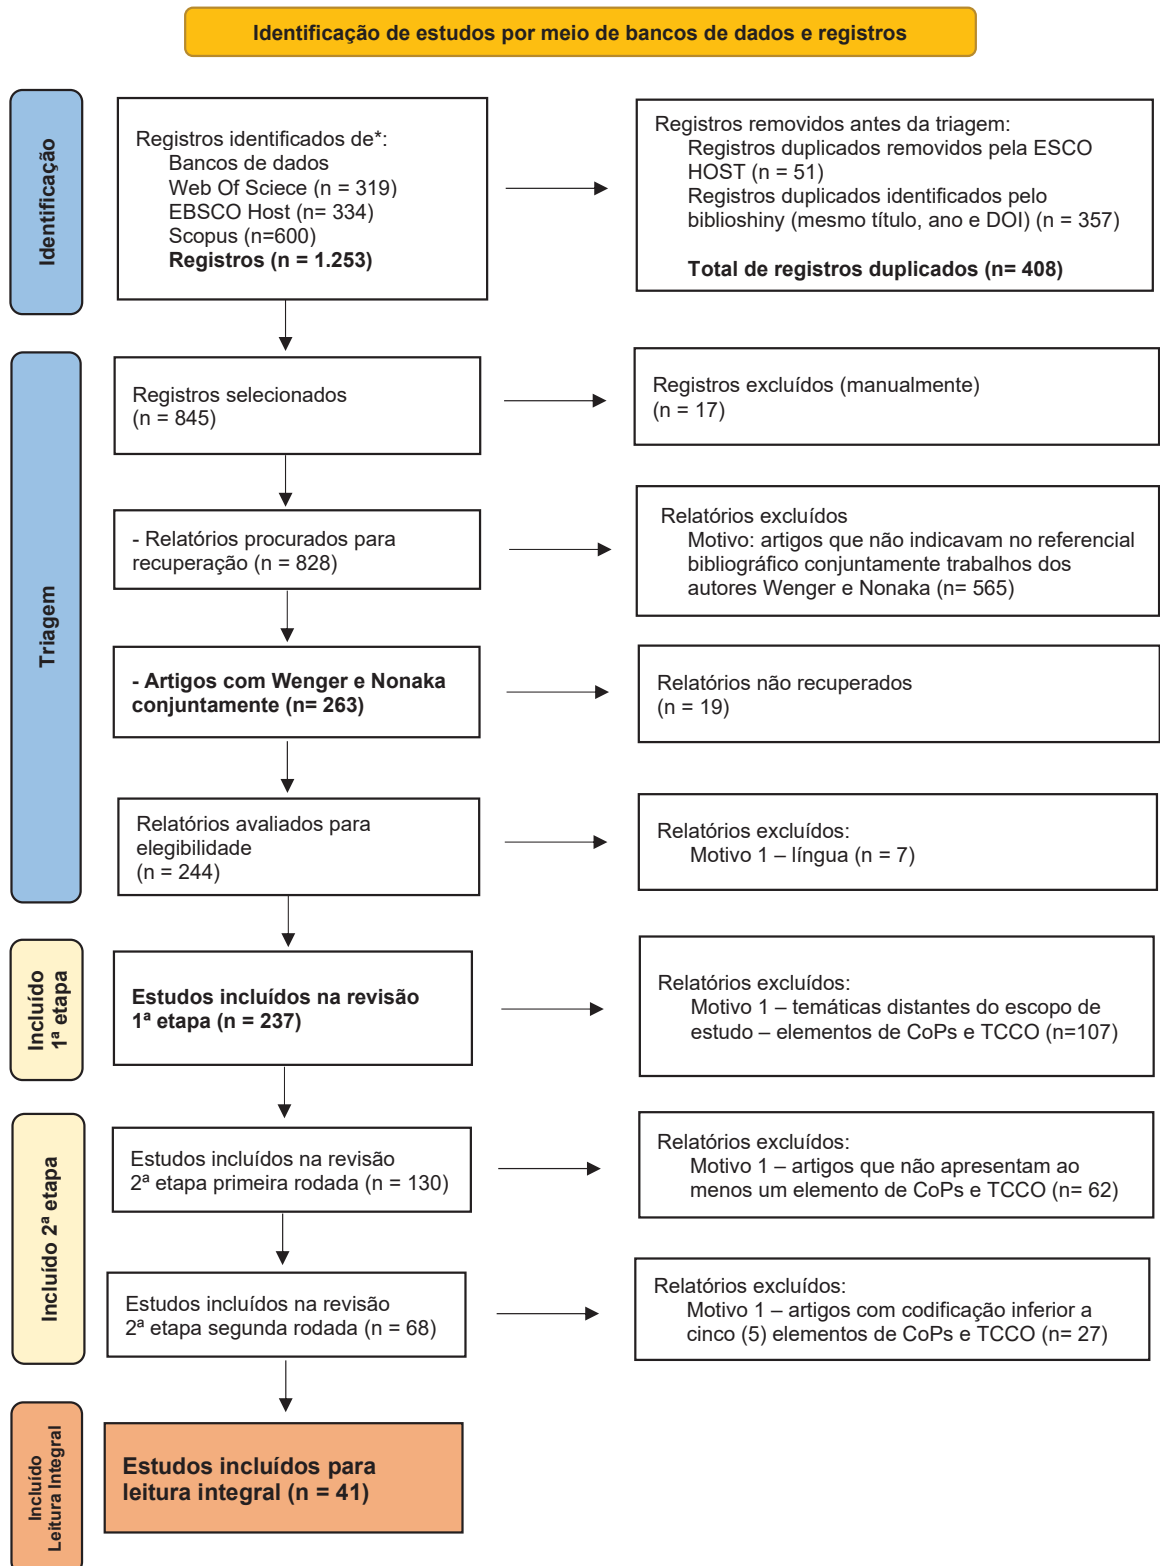 Identificação de estudos por meio de bancos de dados e registros
Identificação
Registros identificados de*:
Bancos de dados
Web Of Sciece (n = 319)
EBSCO Host (n= 334)
Scopus (n=600)
Registros (n = 1.253)
Registros removidos antes da triagem:
Registros duplicados removidos pela ESCO
HOST (n = 51)
Registros duplicados identificados pelo
biblioshiny (mesmo título, ano e DOI) (n = 357)
Total de registros duplicados (n= 408)
Triagem
Registros selecionados
(n = 845)
Registros excluídos (manualmente)
(n = 17)
- Relatórios procurados para
recuperação (n = 828)
Relatórios excluídos
Motivo: artigos que não indicavam no referencial
bibliográfico conjuntamente trabalhos dos
autores Wenger e Nonaka (n= 565)
- Artigos com Wenger e Nonaka
conjuntamente (n= 263)
Relatórios não recuperados
(n = 19)
Relatórios avaliados para
elegibilidade
(n = 244)
Relatórios excluídos:
Motivo 1 – língua (n = 7)
Incluído
1ª etapa
Estudos incluídos na revisão
1ª etapa (n = 237)
Relatórios excluídos:
Motivo 1 – temáticas distantes do escopo de
estudo – elementos de CoPs e TCCO (n=107)
Incluído 2ª etapa
Estudos incluídos na revisão
2ª etapa primeira rodada (n = 130)
Relatórios excluídos:
Motivo 1 – artigos que não apresentam ao
menos um elemento de CoPs e TCCO (n= 62)
Estudos incluídos na revisão
2ª etapa segunda rodada (n = 68)
Relatórios excluídos:
Motivo 1 – artigos com codificação inferior a
cinco (5) elementos de CoPs e TCCO (n= 27)
Incluído
Leitura Integral
Estudos incluídos para
leitura integral (n = 41)